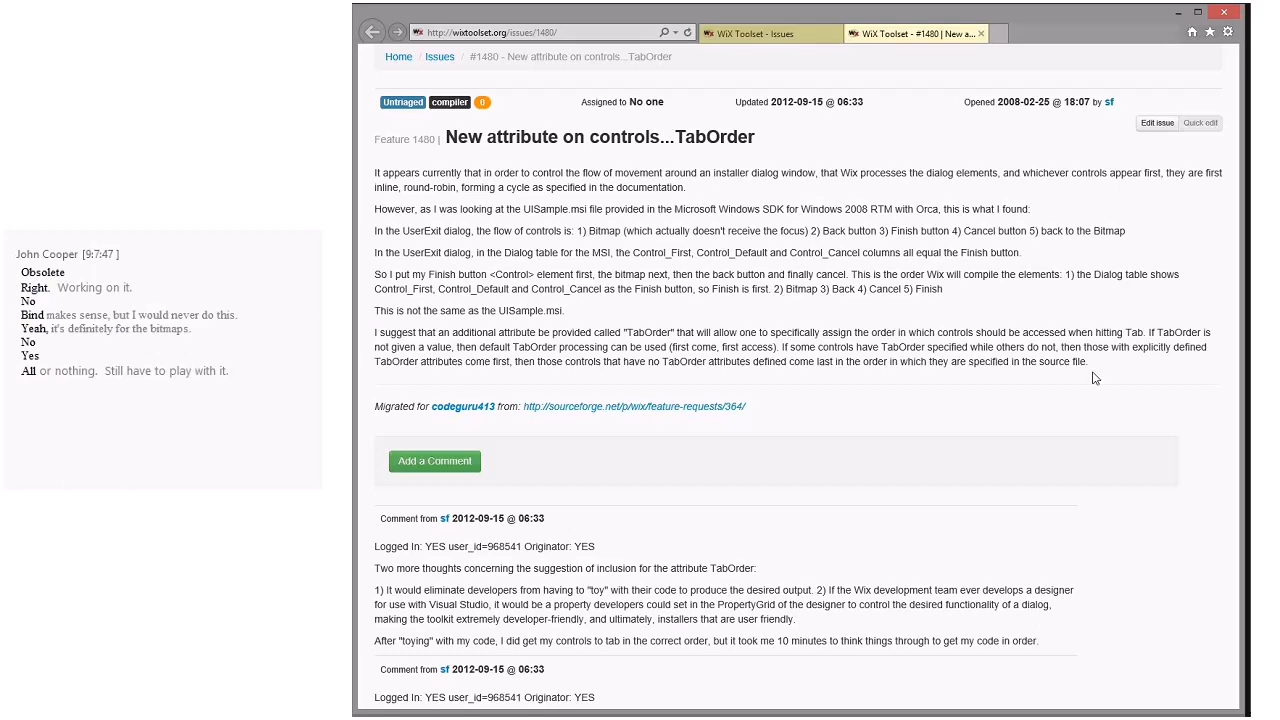 John Cooper [9:7:47 ]
Obsolete
Right. Working on it.
No
Bind makes sense, but I would never do this.
Yeah, it's definitely for the bitmaps.
No
Yes
All or nothing. Still have to play with it.
http://wixtoolset.org/issues/1480/
WiX Toolset - Issues
WiX Toolset - #1480 | New a...
Home / Issues / #1480 - New attribute on controls...TabOrder
Untriaged compiler 0
Assigned to No one
Updated 2012-09-15 @ 06:33
Opened 2008-02-25 @ 18:07 by sf
Edit issue Quick edit
Feature 1480 | New attribute on controls...TabOrder
It appears currently that in order to control the flow of movement around an installer dialog window, that Wix processes the dialog elements, and whichever controls appear first, they are first
inline, round-robin, forming a cycle as specified in the documentation.
However, as I was looking at the UISample.msi file provided in the Microsoft Windows SDK for Windows 2008 RTM with Orca, this is what I found:
In the UserExit dialog, the flow of controls is: 1) Bitmap (which actually doesn't receive the focus) 2) Back button 3) Finish button 4) Cancel button 5) back to the Bitmap
In the UserExit dialog, in the Dialog table for the MSI, the Control_First, Control_Default and Control_Cancel columns all equal the Finish button.
So I put my Finish button <Control> element first, the bitmap next, then the back button and finally cancel. This is the order Wix will compile the elements: 1) the Dialog table shows
Control_First, Control_Default and Control_Cancel as the Finish button, so Finish is first. 2) Bitmap 3) Back 4) Cancel 5) Finish
This is not the same as the UISample.msi.
I suggest that an additional attribute be provided called "TabOrder" that will allow one to specifically assign the order in which controls should be accessed when hitting Tab. If TabOrder is
not given a value, then default TabOrder processing can be used (first come, first access). If some controls have TabOrder specified while others do not, then those with explicitly defined
TabOrder attributes come first, then those controls that have no TabOrder attributes defined come last in the order in which they are specified in the source file.
Migrated for codeguru413 from: http://sourceforge.net/p/wix/feature-requests/364/
Add a Comment
Comment from sf 2012-09-15 @ 06:33
Logged In: YES user_id=968541 Originator: YES
Two more thoughts concerning the suggestion of inclusion for the attribute TabOrder:
1) It would eliminate developers from having to "toy" with their code to produce the desired output. 2) If the Wix development team ever develops a designer
for use with Visual Studio, it would be a property developers could set in the PropertyGrid of the designer to control the desired functionality of a dialog,
making the toolkit extremely developer-friendly, and ultimately, installers that are user friendly.
After "toying" with my code, I did get my controls to tab in the correct order, but it took me 10 minutes to think things through to get my code in order.
Comment from sf 2012-09-15 @ 06:33
Logged In: YES user_id=968541 Originator: YES